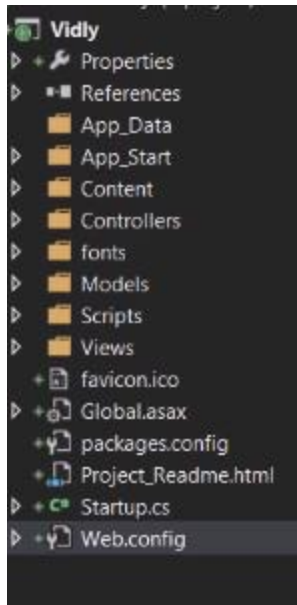 Vidly
Properties
References
App_Data
App_Start
Content
Controllers
fonts
Models
Scripts
Views
favicon.ico
Global.asax
packages.config
Project_Readme.html
Startup.cs
Web.config